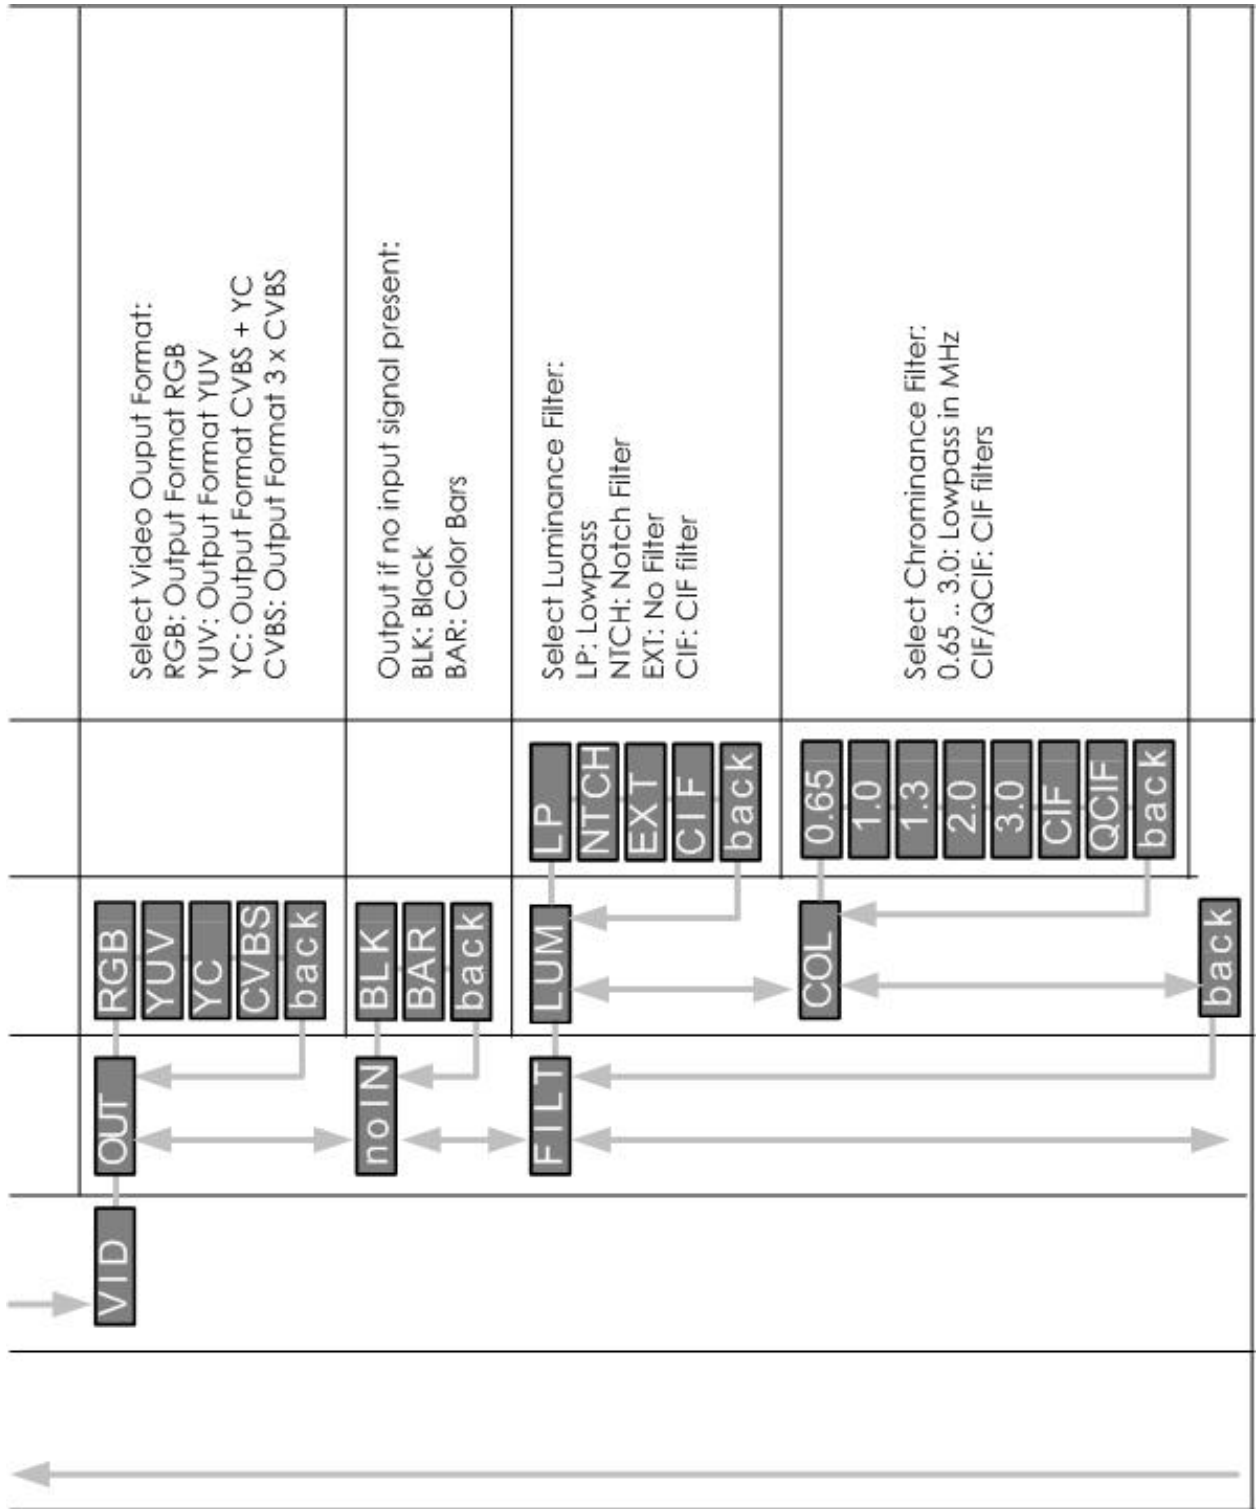 VID
OUT
RGB
YUV
YC
CVBS
back
Select Video Ouput Format:
RGB: Output Format RGB
YUV: Output Format YUV
YC: Output Format CVBS + YC
CVBS: Output Format 3 x CVBS
noIN
BLK
BAR
back
Output if no input signal present:
BLK: Black
BAR: Color Bars
FILT
LUM
LP
NTCH
EXT
CIF
back
Select Luminance Filter:
LP: Lowpass
NTCH: Notch Filter
EXT: No Filter
CIF: CIF filter
COL
0.65
1.0
1.3
2.0
3.0
CIF
QCIF
back
Select Chrominance Filter:
0.65 .. 3.0: Lowpass in MHz
CIF/QCIF: CIF filters
back